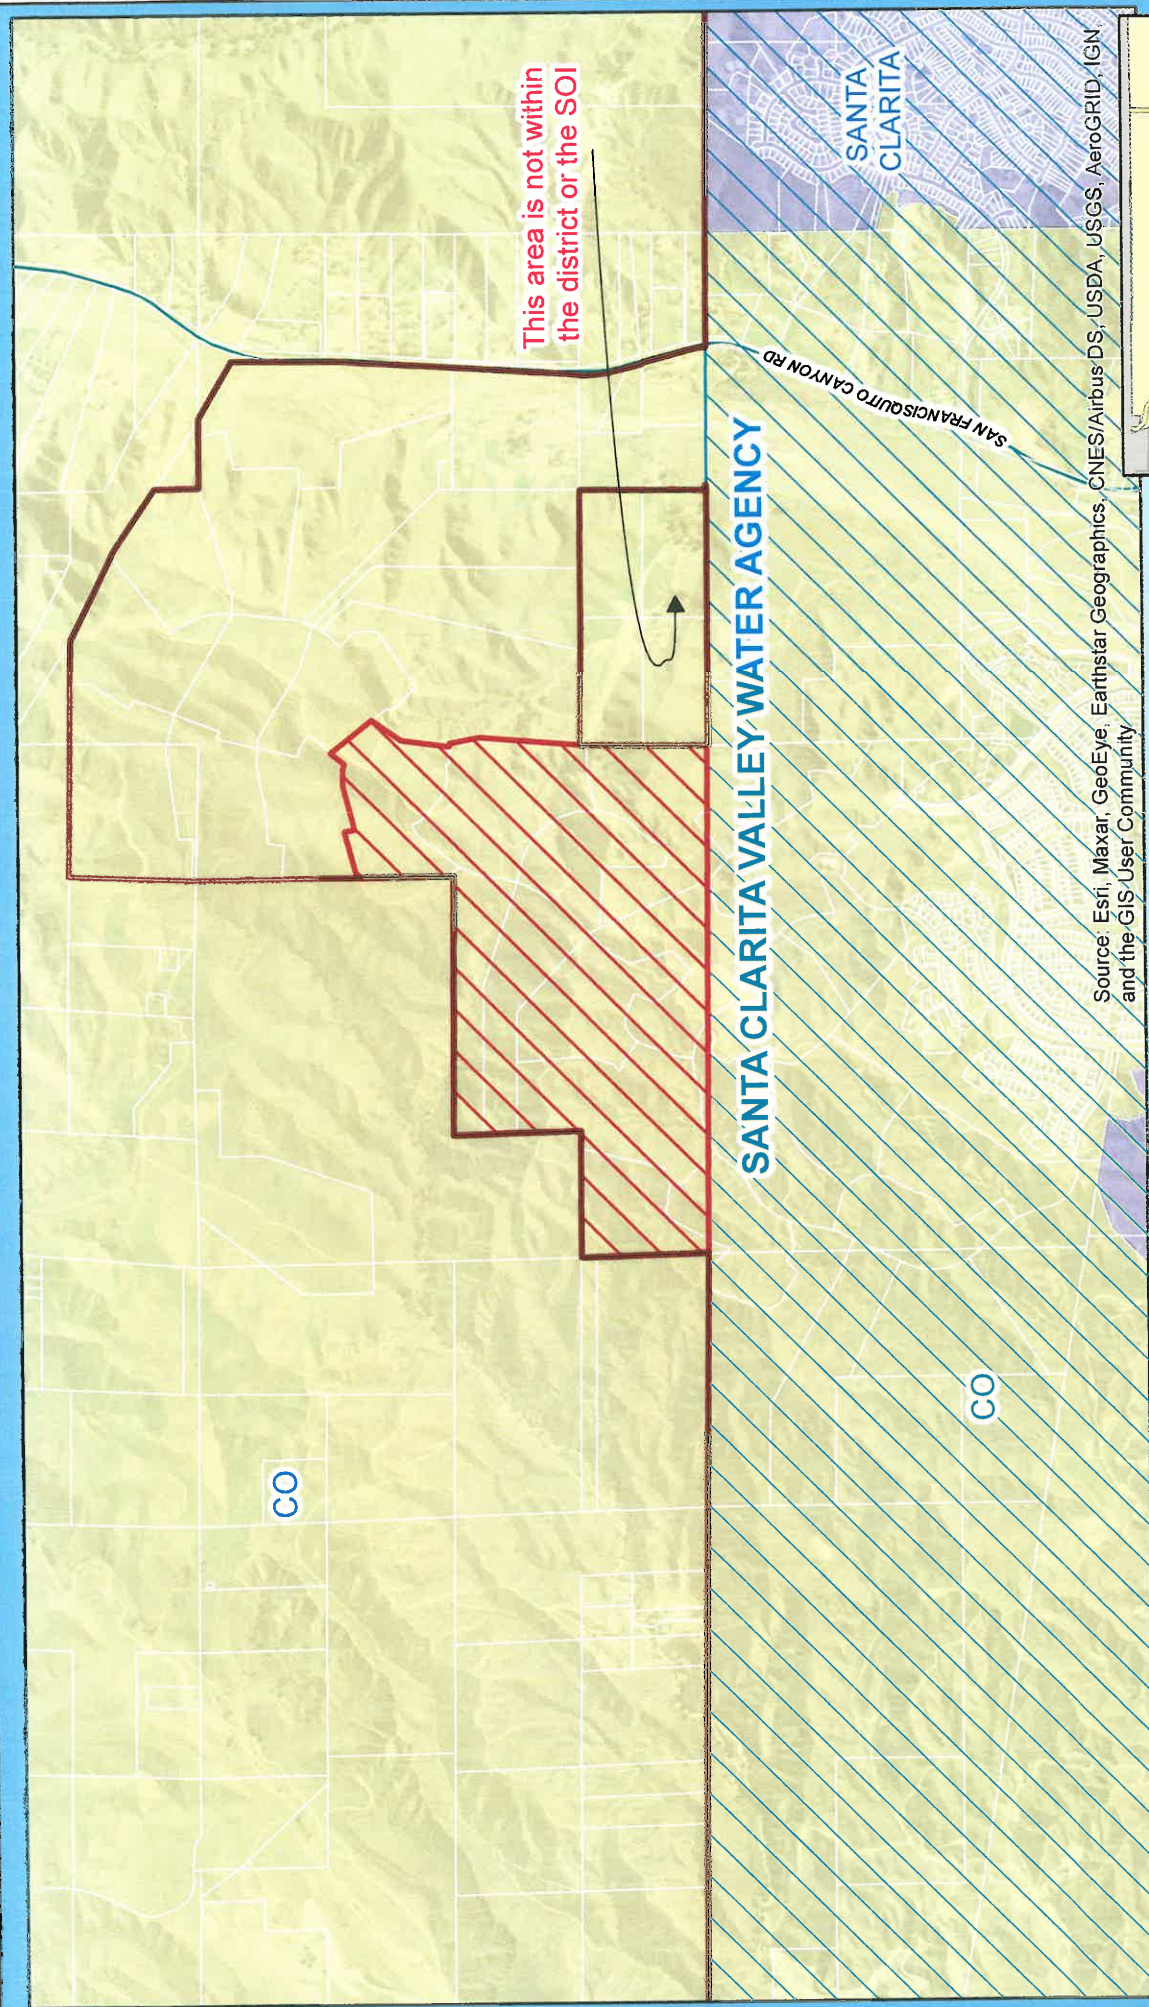 This area is not within
the district or the SOI
SANTA
CLARITA
SAN FRANCISQUITO CANYON RD
SANTA CLARITA VALLEY WATER AGENCY
CO
CO
Source: Esri, Maxar, GeoEye, Earthstar Geographics, CNES/Airbus DS, USDA, USGS, AeroGRID, IGN,
and the GIS User Community